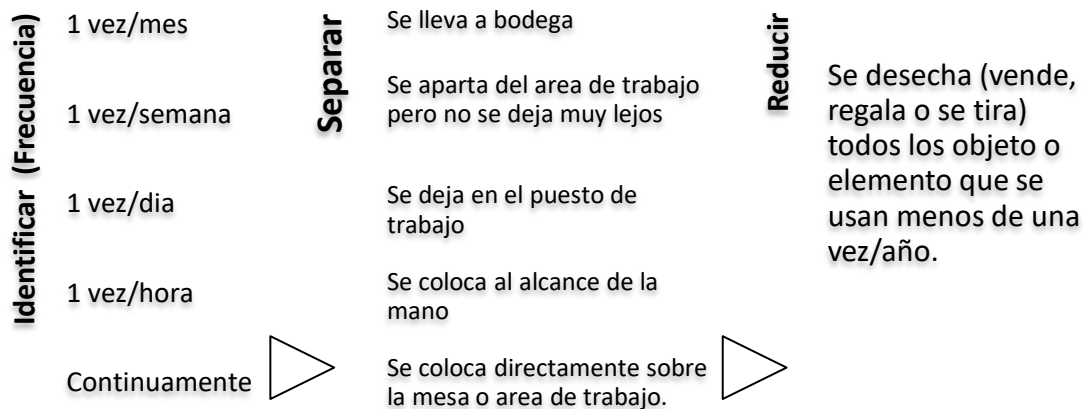 Identificar (Frecuencia)
1 vez/mes
1 vez/semana
1 vez/dia
1 vez/hora
Continuamente
Separar
Se lleva a bodega
Se aparta del area de trabajo
pero no se deja muy lejos
Se deja en el puesto de
trabajo
Se coloca al alcance de la
mano
Se coloca directamente sobre
la mesa o area de trabajo.
Reducir
Se desecha (vende,
regala o se tira)
todos los objeto o
elemento que se
usan menos de una
vez/año.